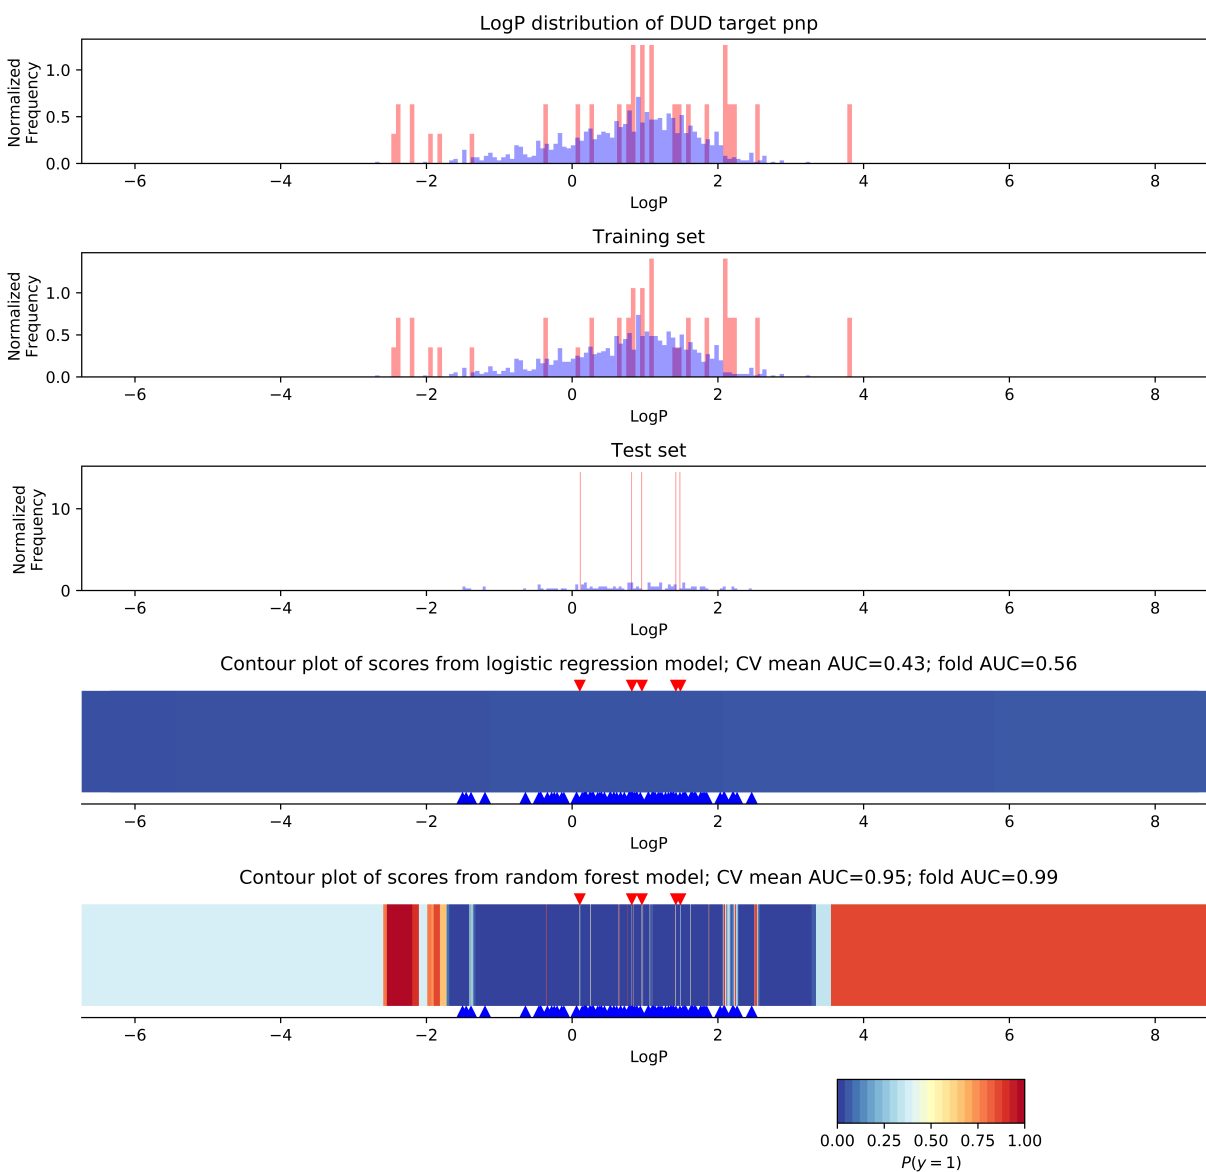 LogP distribution of DUD target pnp
Normalized
Frequency
1.0
0.5
0.0
−6 −4 −2 0 2 4 6 8
LogP
Training set
Normalized
Frequency
1.0
0.5
0.0
−6 −4 −2 0 2 4 6 8
LogP
Test set
Normalized
Frequency
10
0
−6 −4 −2 0 2 4 6 8
LogP
Contour plot of scores from logistic regression model; CV mean AUC=0.43; fold AUC=0.56
−6 −4 −2 0 2 4 6 8
LogP
Contour plot of scores from random forest model; CV mean AUC=0.95; fold AUC=0.99
−6 −4 −2 0 2 4 6 8
LogP
0.00 0.25 0.50 0.75 1.00
P(y = 1)